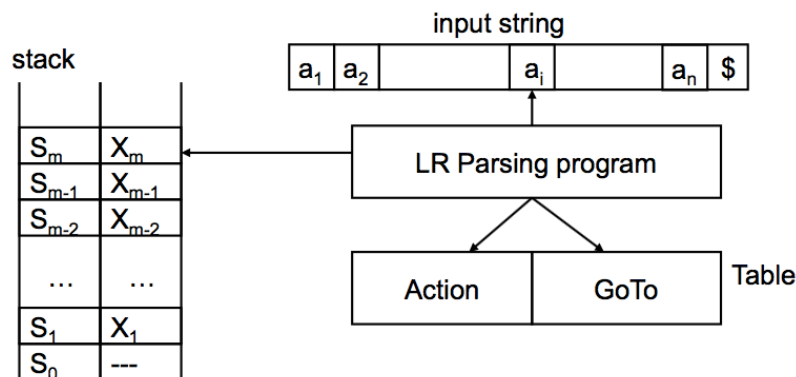 input string
stack
a1 a2 ai an $
Sm Xm
Sm-1 Xm-1
Sm-2 Xm-2
... ...
S1 X1
S0 ---
LR Parsing program
Action GoTo
Table